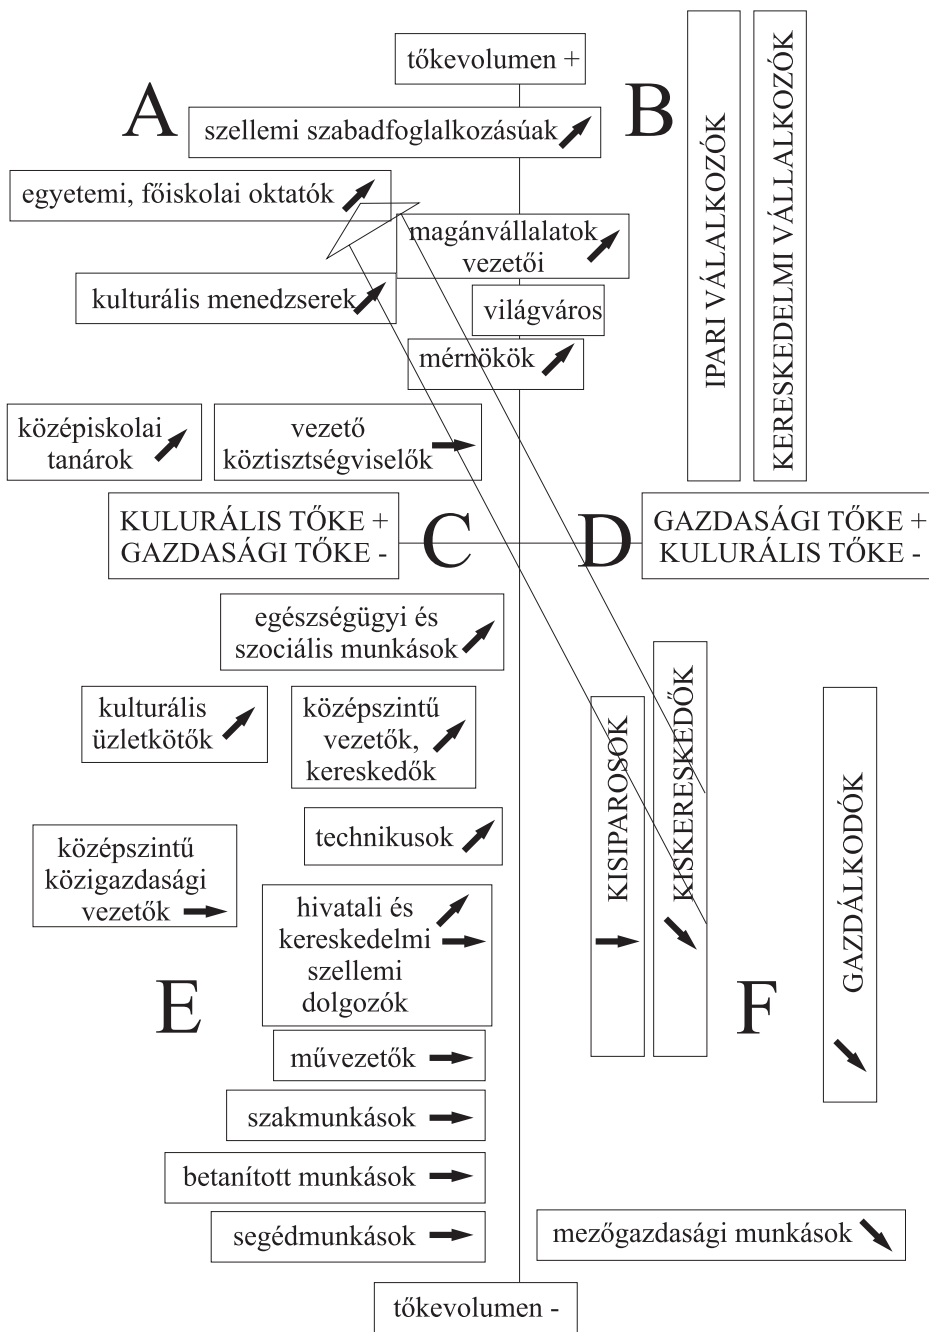 tőkevolumen +
A
B
szellemi szabadfoglalkozásúak
egyetemi, főiskolai oktatók
magánvállalatok
vezetői
kulturális menedzserek
világváros
mérnökök
IPARI VÁLALKOZÓK
KERESKEDELMI VÁLLALKOZÓK
középiskolai
tanárok
vezető
köztisztségviselők
KULURÁLIS TŐKE +
GAZDASÁGI TŐKE -
C
D
GAZDASÁGI TŐKE +
KULURÁLIS TŐKE -
egészségügyi és
szociális munkások
kulturális
üzletkötők
középszintű
vezetők,
kereskedők
technikusok
középszintű
közigazdasági
vezetők
hivatali és
kereskedelmi
szellemi
dolgozók
KISIPAROSOK
KISKERESKEDŐK
GAZDÁLKODÓK
E
F
művezetők
szakmunkások
betanított munkások
segédmunkások
mezőgazdasági munkások
tőkevolumen -